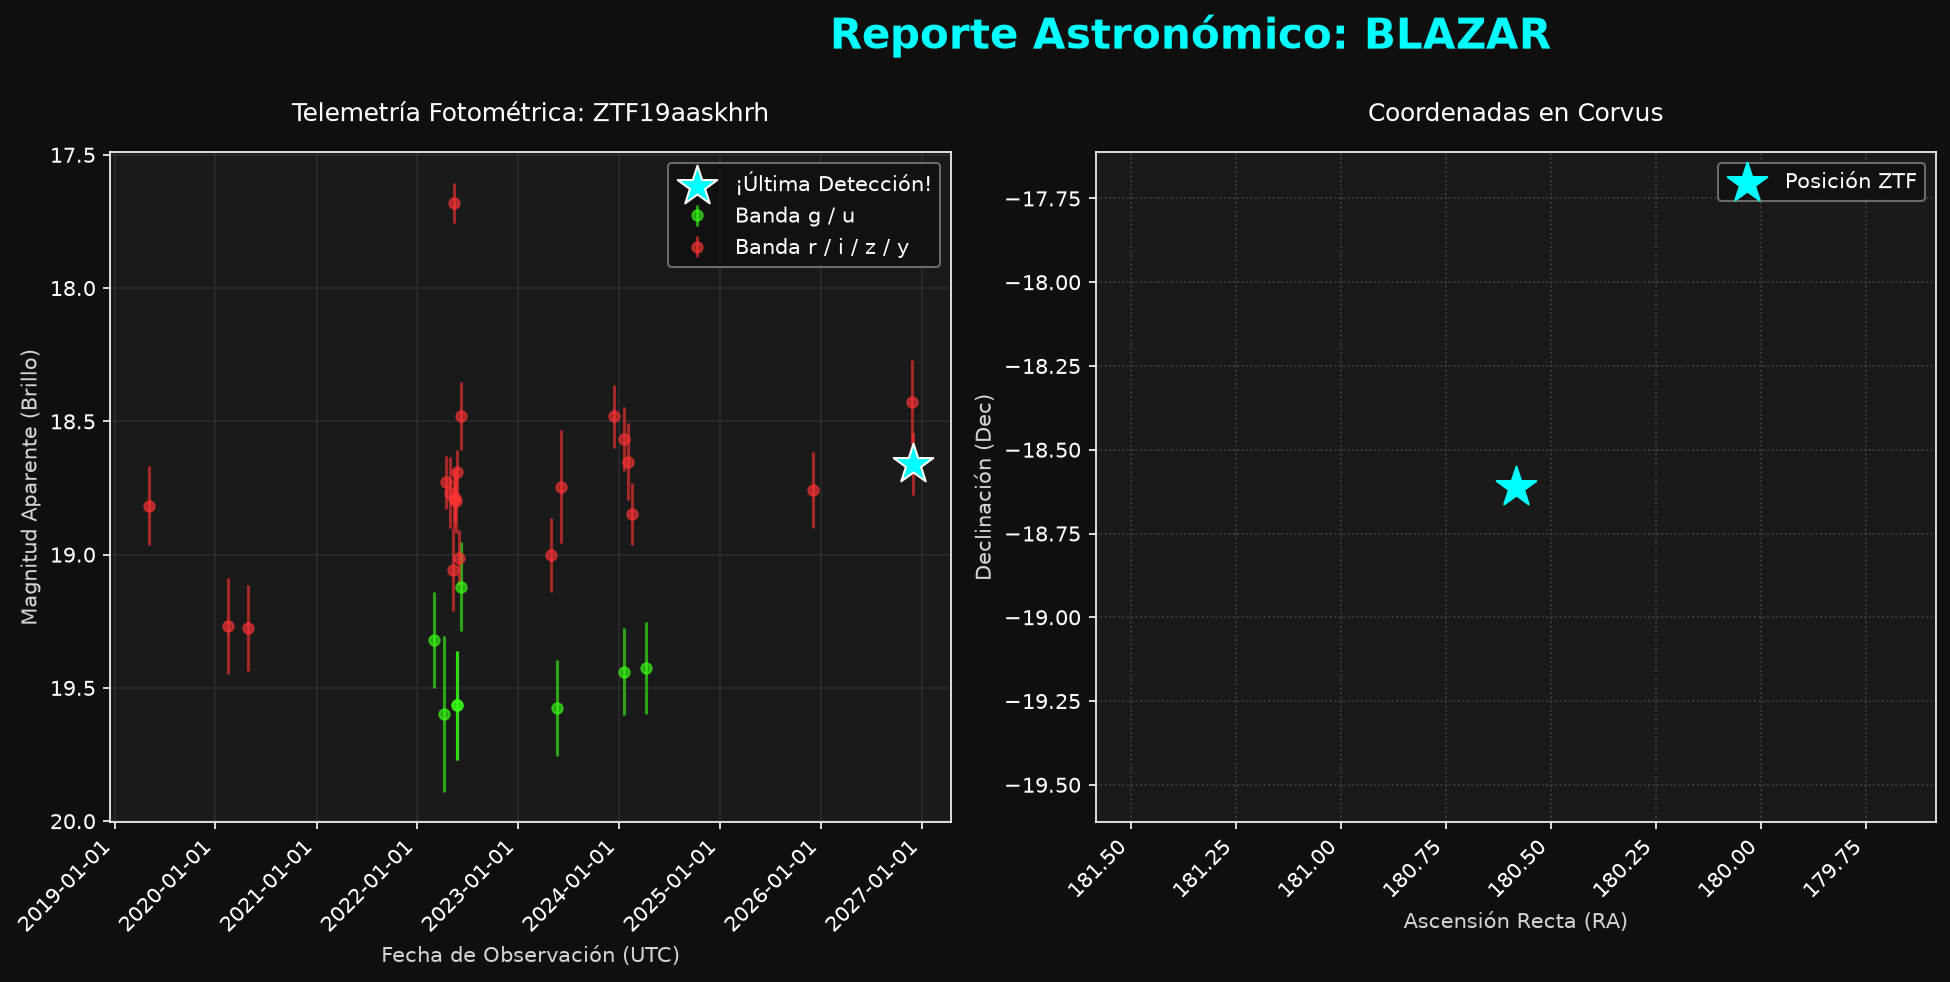 Reporte Astronómico: BLAZAR
Telemetría Fotométrica: ZTF19aaskhrh
Magnitud Aparente (Brillo)
17.5
18.0
18.5
19.0
19.5
20.0
¡Última Detección!
Banda g / u
Banda r / i / z / y
2019-01-01
2020-01-01
2021-01-01
2022-01-01
2023-01-01
2024-01-01
2025-01-01
2026-01-01
2027-01-01
Fecha de Observación (UTC)
Coordenadas en Corvus
Declinación (Dec)
−17.75
−18.00
−18.25
−18.50
−18.75
−19.00
−19.25
−19.50
Posición ZTF
181.50
181.25
181.00
180.75
180.50
180.25
180.00
179.75
Ascensión Recta (RA)